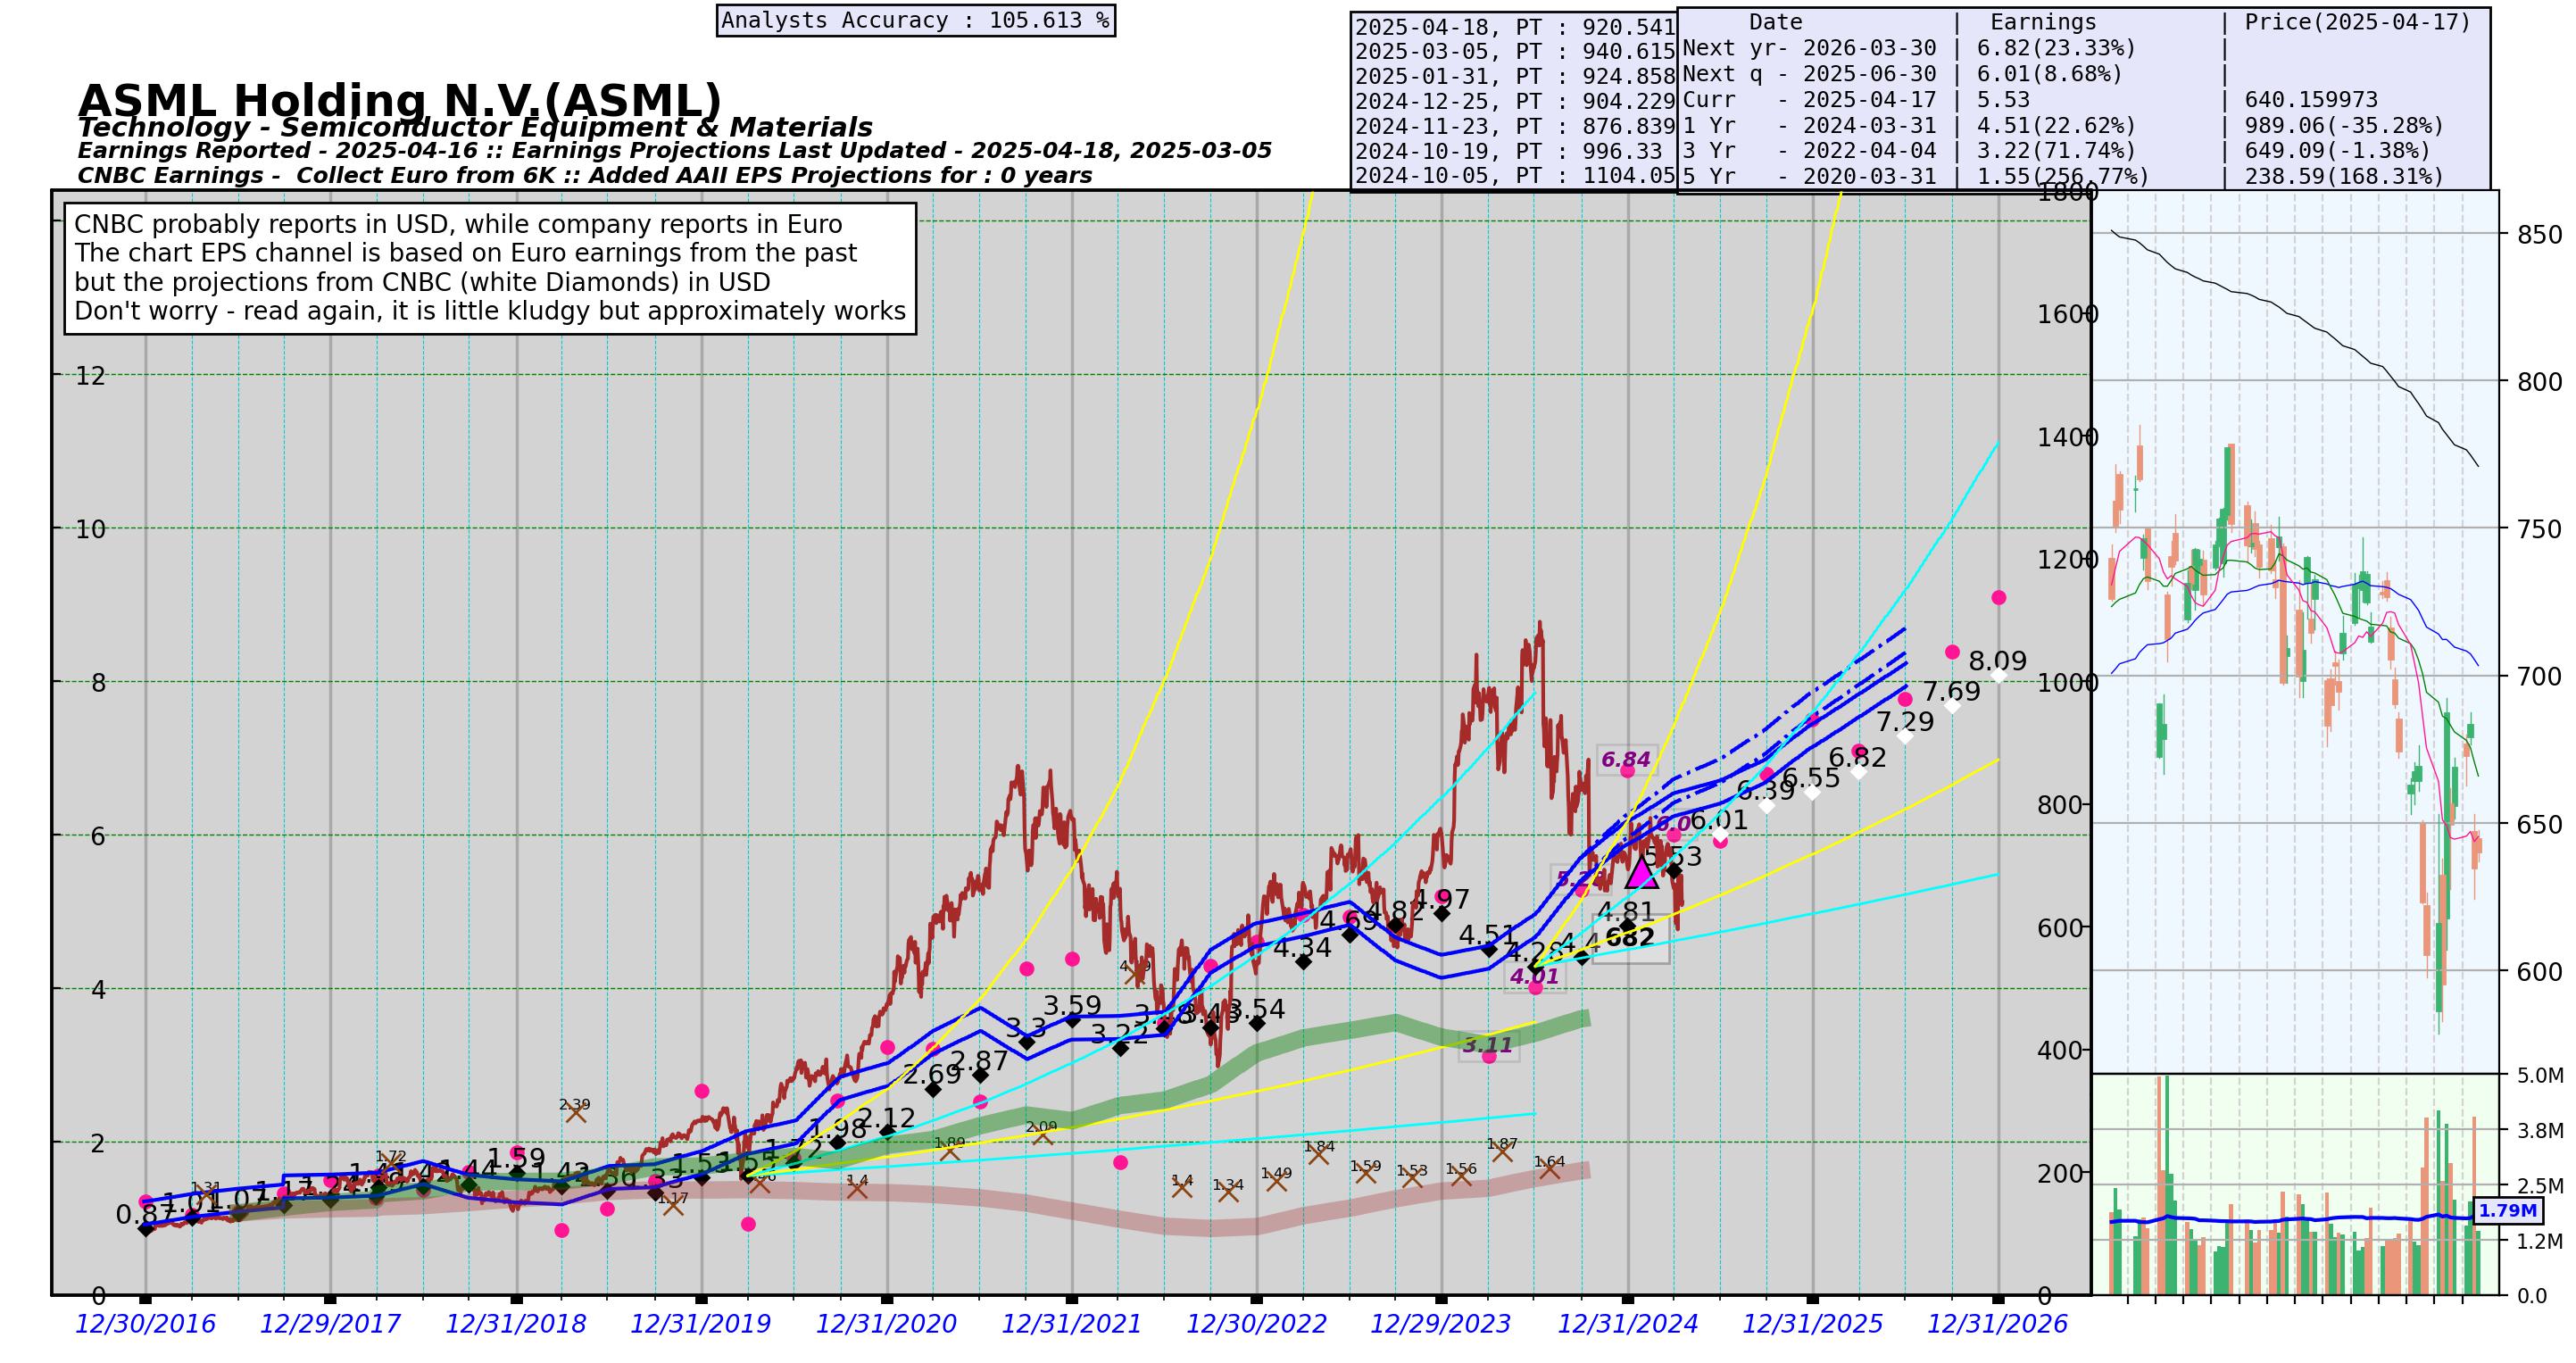 Analysts Accuracy : 105.613 %
2025-04-18, PT : 920.541
2025-03-05, PT : 940.615
2025-01-31, PT : 924.858
2024-12-25, PT : 904.229
2024-11-23, PT : 876.839
2024-10-19, PT : 996.33
2024-10-05, PT : 1104.05
Date | Earnings | Price(2025-04-17)
Next yr- 2026-03-30 | 6.82(23.33%) |
Next q - 2025-06-30 | 6.01(8.68%) |
Curr - 2025-04-17 | 5.53 | 640.159973
1 Yr - 2024-03-31 | 4.51(22.62%) | 989.06(-35.28%)
3 Yr - 2022-04-04 | 3.22(71.74%) | 649.09(-1.38%)
5 Yr - 2020-03-31 | 1.55(256.77%) | 238.59(168.31%)
ASML Holding N.V.(ASML)
Technology - Semiconductor Equipment & Materials
Earnings Reported - 2025-04-16 :: Earnings Projections Last Updated - 2025-04-18, 2025-03-05
CNBC Earnings - Collect Euro from 6K :: Added AAII EPS Projections for : 0 years
CNBC probably reports in USD, while company reports in Euro
The chart EPS channel is based on Euro earnings from the past
but the projections from CNBC (white Diamonds) in USD
Don't worry - read again, it is little kludgy but approximately works
12
10
8
6
4
2
0
1800
1600
1400
1200
1000
800
600
400
200
0
850
800
750
700
650
600
5.0M
3.8M
2.5M
1.79M
1.2M
0.0
8.09
7.69
7.29
6.82
6.55
6.39
6.01
5.53
6.84
4.81
682
4.01
3.11
4.51
4.97
4.82
4.69
4.34
3.54
3.22
3.59
3.3
2.87
2.69
2.12
1.98
1.59
0.87
2.39
1.72
1.31
1.17
1.4
1.89
2.09
1.4
1.34
1.49
1.84
1.59
1.53
1.56
1.87
1.64
12/30/2016
12/29/2017
12/31/2018
12/31/2019
12/31/2020
12/31/2021
12/30/2022
12/29/2023
12/31/2024
12/31/2025
12/31/2026